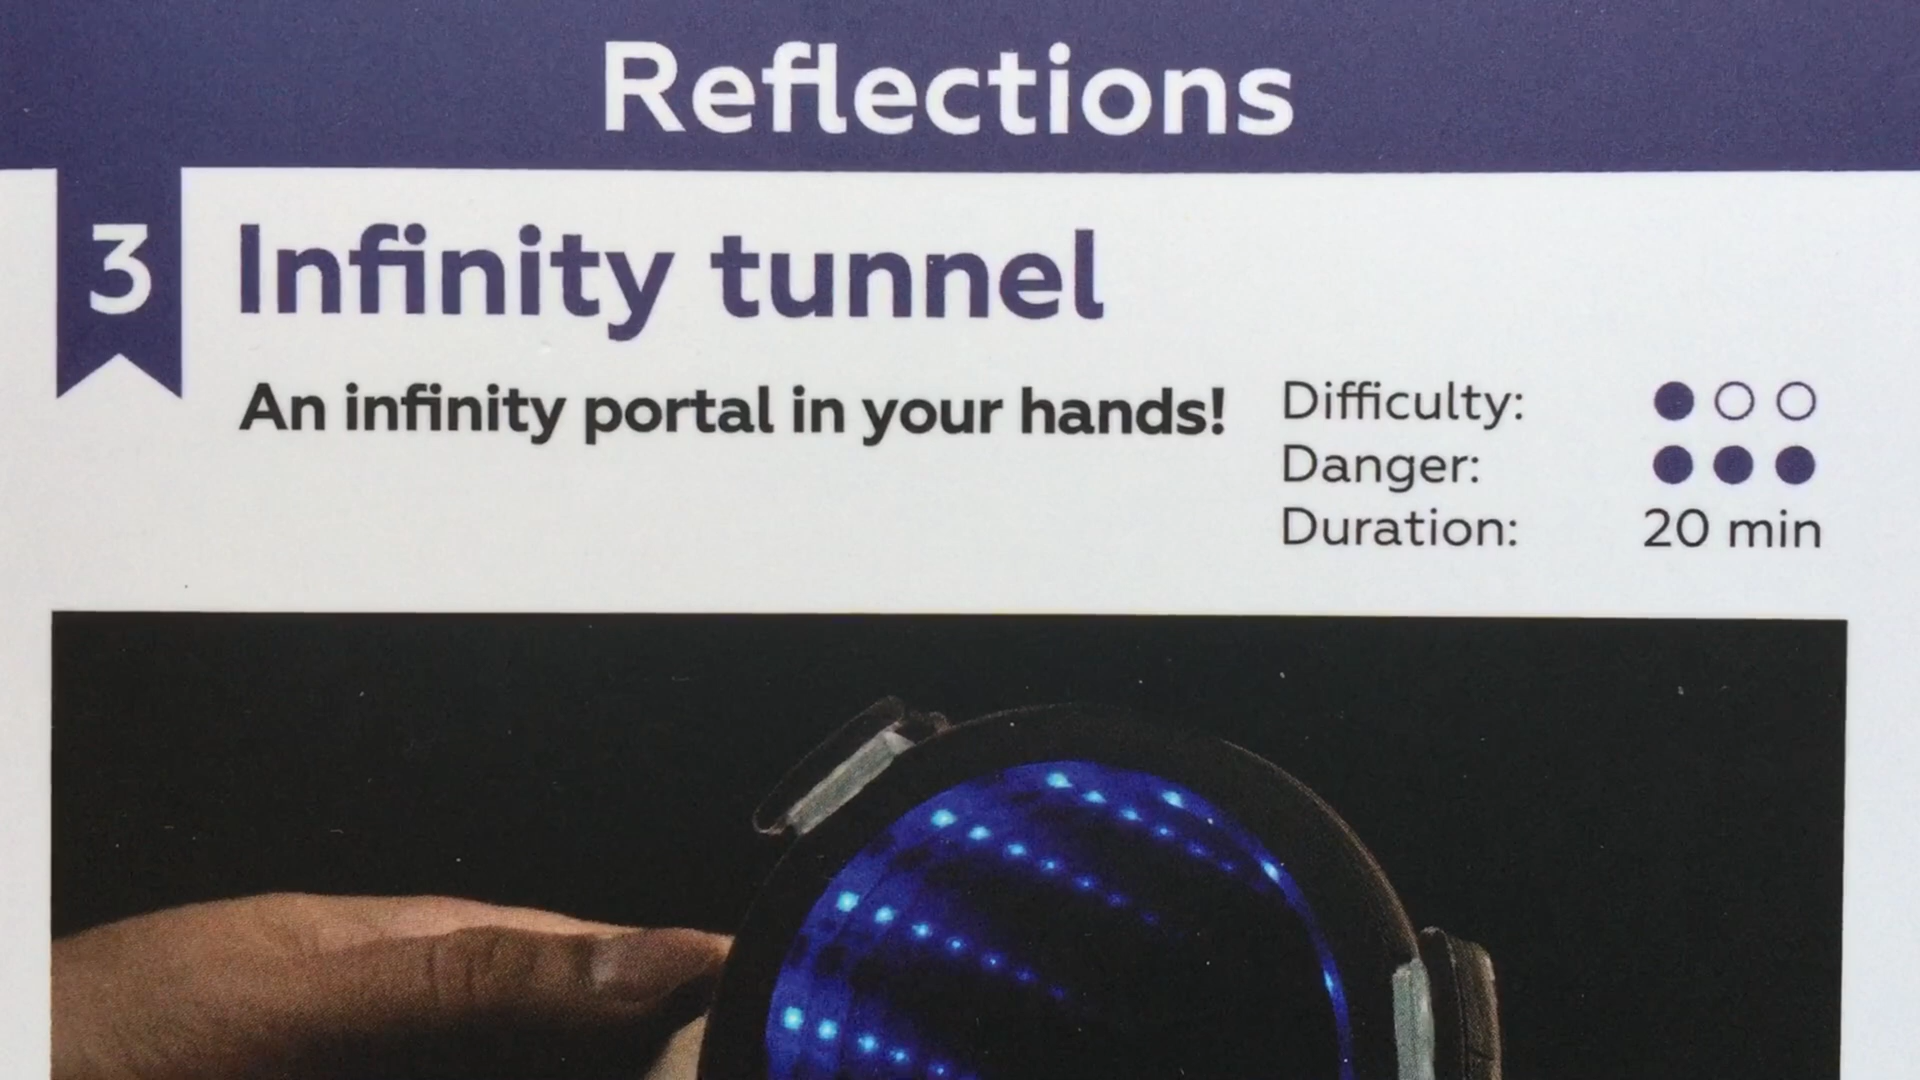 Reflections
3
Infinity tunnel
An infinity portal in your hands!
Difficulty:
Danger:
Duration: 20 min